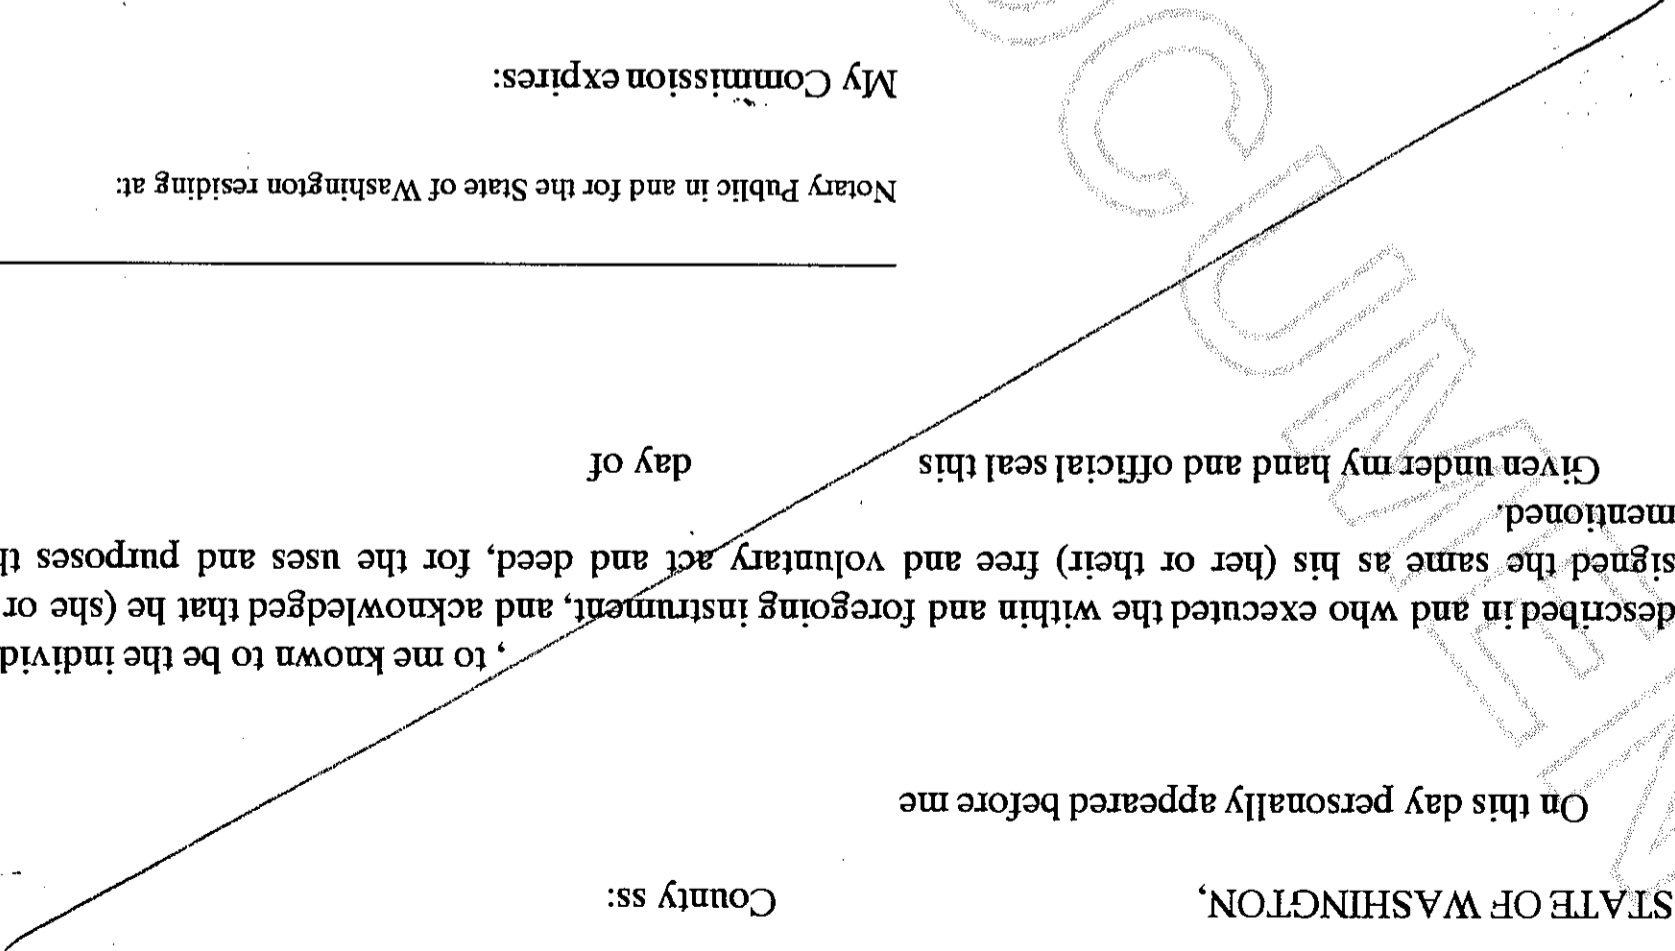 STATE OF WASHINGTON, County ss:
On this day personally appeared before me
, to me known to be the individ
described in and who executed the within and foregoing instrument, and acknowledged that he (she or
signed the same as his (her or their) free and voluntary act and deed, for the uses and purposes th
mentioned.
Given under my hand and official seal this day of
Notary Public in and for the State of Washington residing at:
My Commission expires:
CUME